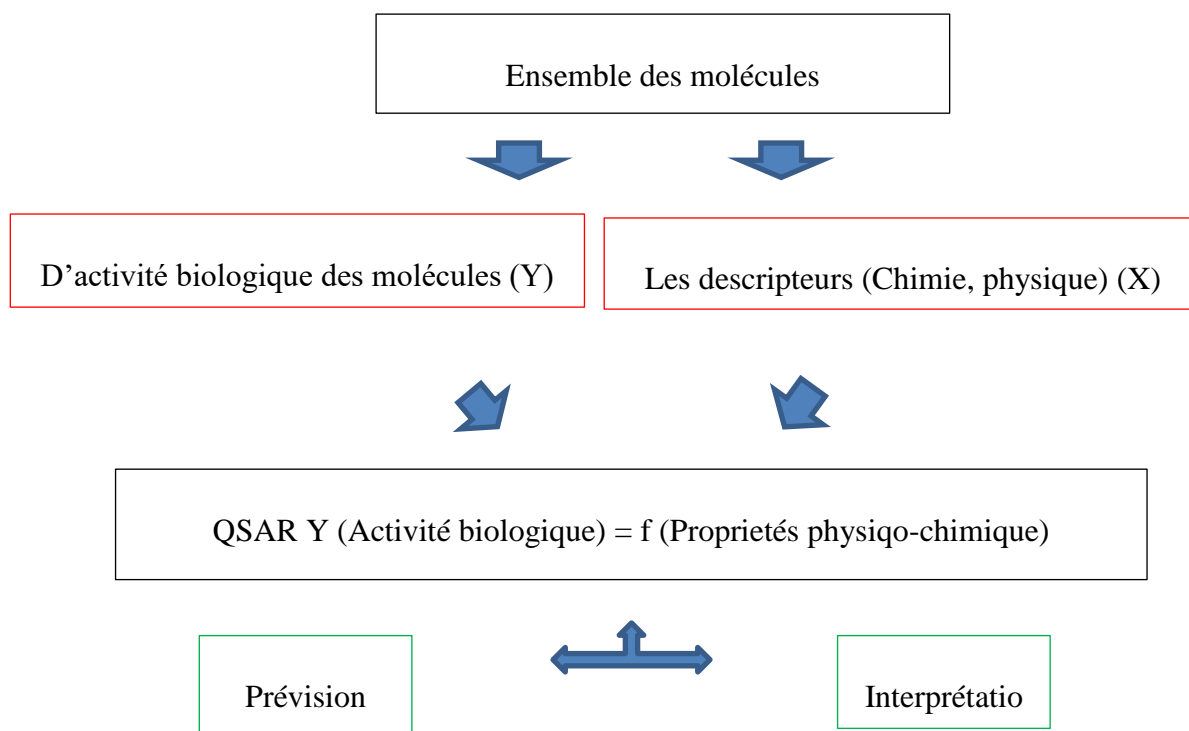 Ensemble des molécules
D’activité biologique des molécules (Y)
Les descripteurs (Chimie, physique) (X)
QSAR Y (Activité biologique) = f (Proprietés physiqo-chimique)
Prévision
Interprétatio